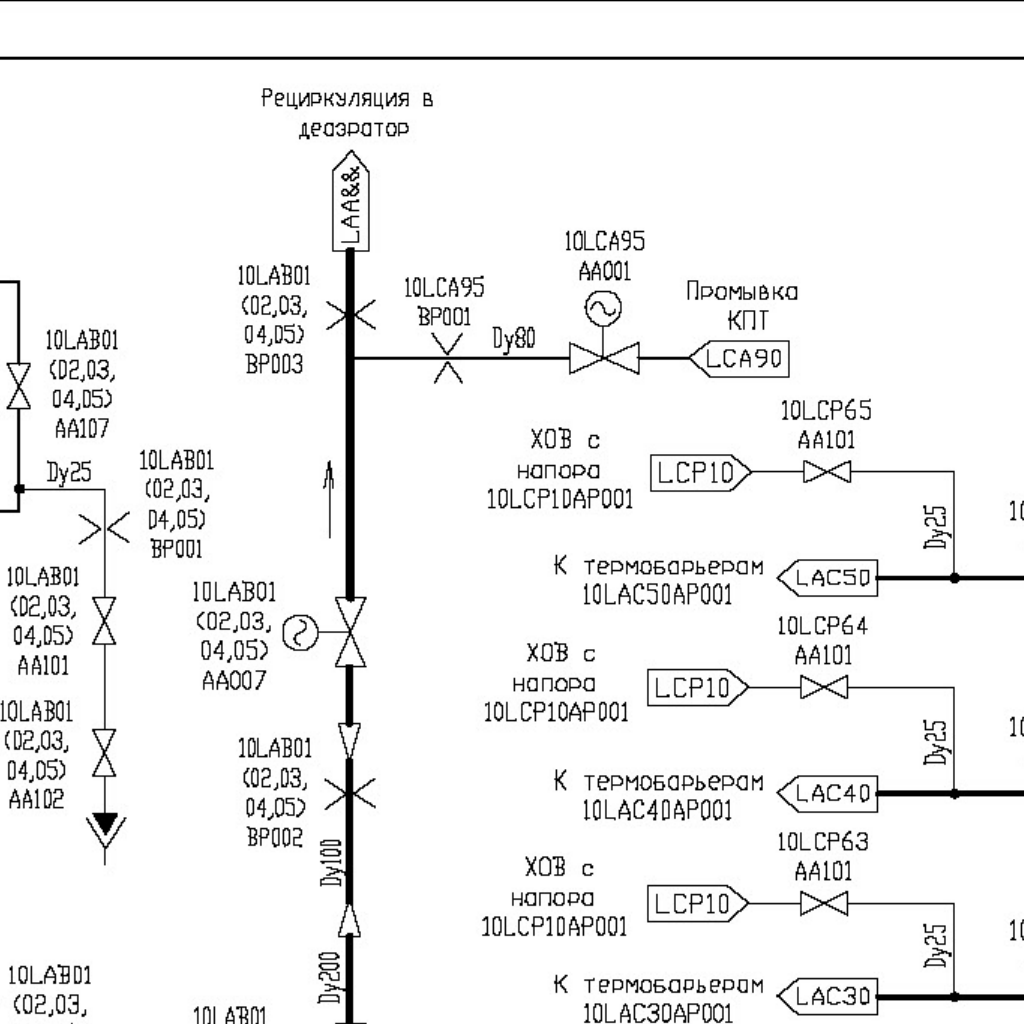 Рециркуляция в
деаэратор
LAA&&
10LAB01
(02,03,
04,05)
BP003
10LCA95
BP001
Dy80
10LCA95
AA001
Промывка
КПТ
LCA90
10LAB01
(02,03,
04,05)
AA107
Dy25
10LAB01
(02,03,
04,05)
BP001
10LAB01
(02,03,
04,05)
AA101
10LAB01
(02,03,
04,05)
AA102
10LAB01
(02,03,
04,05)
AA007
10LAB01
(02,03,
04,05)
BP002
Dy100
Dy200
10LCP65
AA101
ХОВ с
напора
10LCP10AP001
LCP10
Dy25
К термобарьерам
10LAC50AP001
LAC50
10LCP64
AA101
ХОВ с
напора
10LCP10AP001
LCP10
Dy25
К термобарьерам
10LAC40AP001
LAC40
10LCP63
AA101
ХОВ с
напора
10LCP10AP001
LCP10
Dy25
К термобарьерам
10LAC30AP001
LAC30
10LAB01
(02,03,
10LAB01